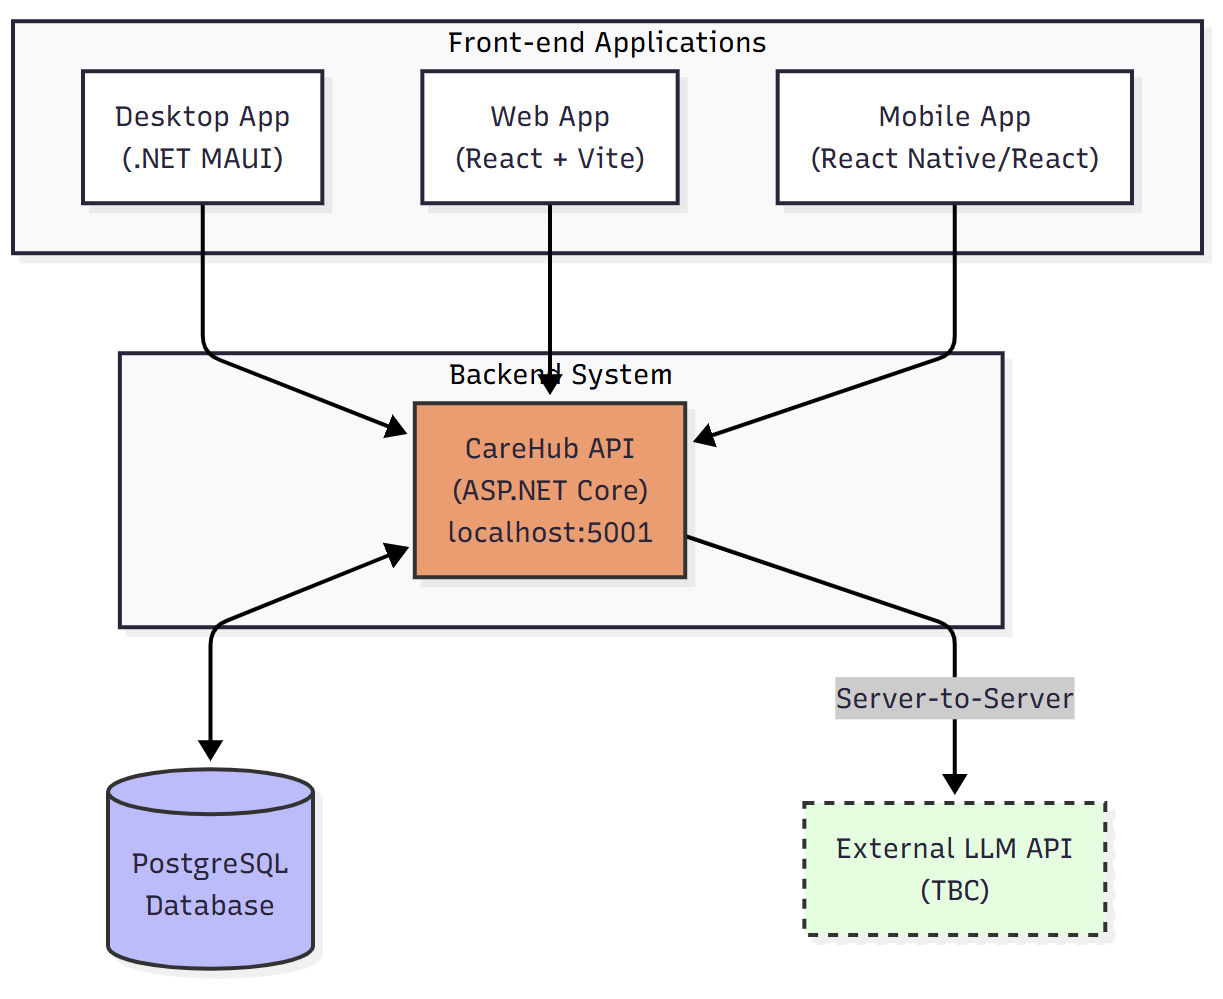 Front-end Applications
Desktop App
(.NET MAUI)
Web App
(React + Vite)
Mobile App
(React Native/React)
Backend System
CareHub API
(ASP.NET Core)
localhost:5001
Server-to-Server
PostgreSQL
Database
External LLM API
(TBC)